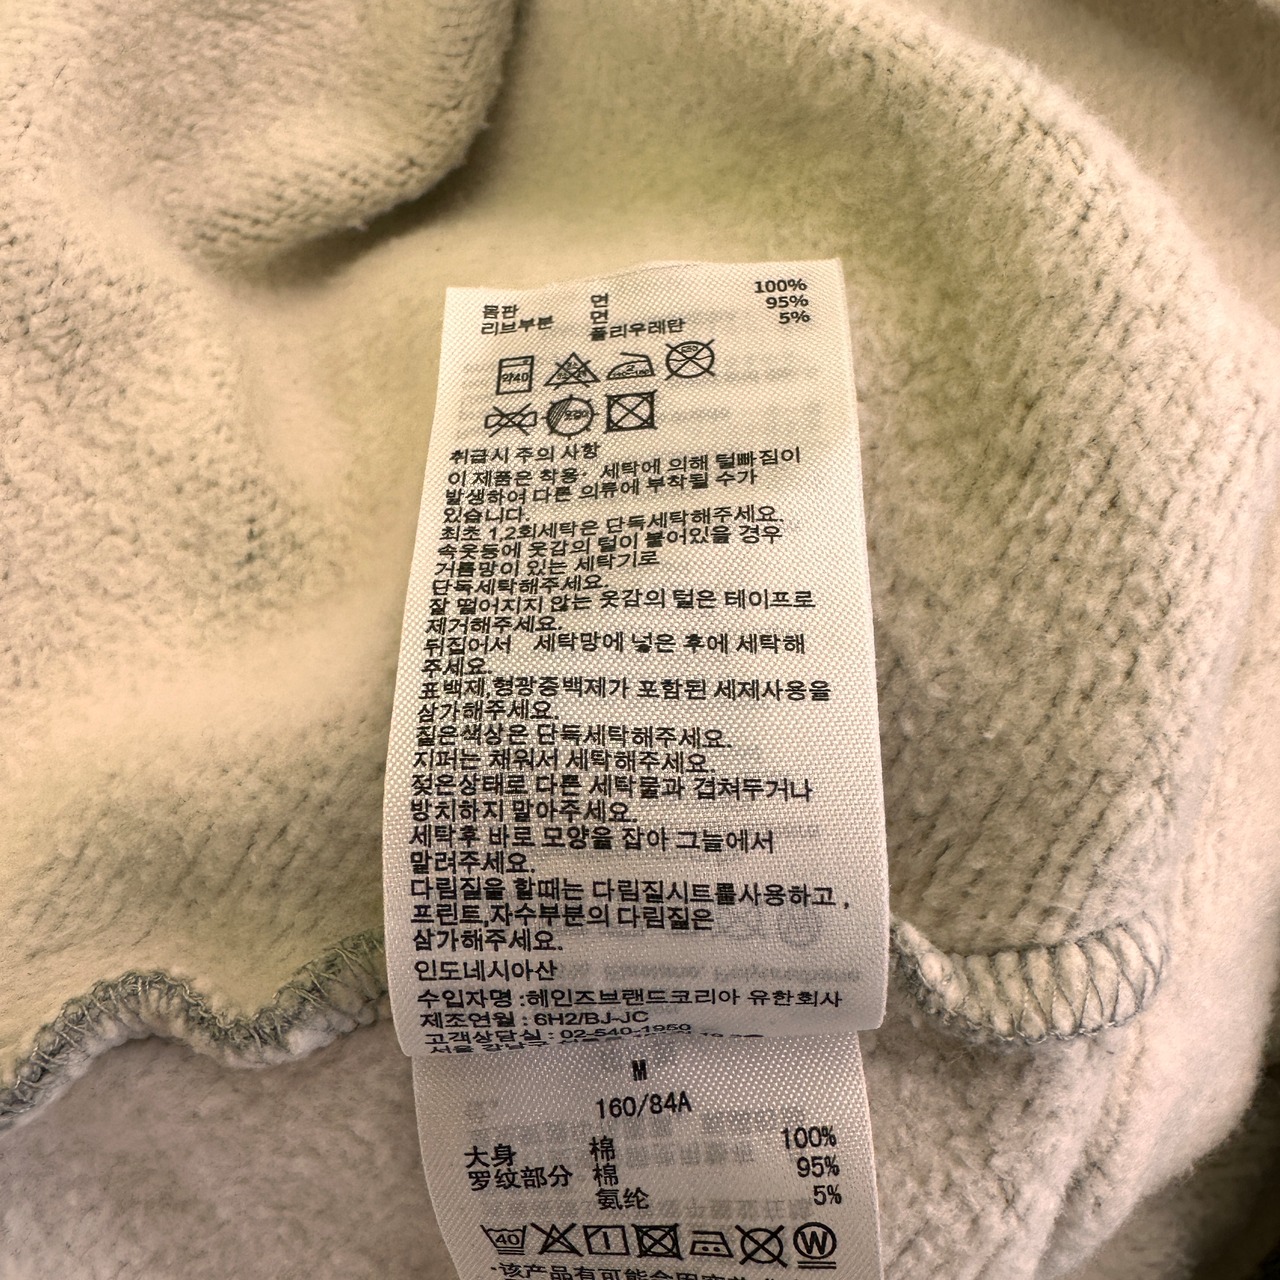 몸판 면 100%
리브부분 면 95%
폴리우레탄 5%
약40
취급시 주의 사항
이 제품은 착용· 세탁에 의해 털빠짐이
발생하여 다른 의류에 부착될 수가
있습니다.
최초 1,2회세탁은 단독세탁해주세요.
속옷등에 옷감의 털이 붙어있을 경우
거름망이 있는 세탁기로
단독세탁해주세요.
잘 떨어지지 않는 옷감의 털은 테이프로
제거해주세요.
뒤집어서 세탁망에 넣은 후에 세탁해
주세요.
표백제,형광증백제가 포함된 세제사용을
삼가해주세요.
짙은색상은 단독세탁해주세요.
지퍼는 채워서 세탁해주세요.
젖은상태로 다른 세탁물과 겹쳐두거나
방치하지 말아주세요.
세탁후 바로 모양을 잡아 그늘에서
말려주세요.
다림질을 할때는 다림질시트를사용하고,
프린트,자수부분의 다림질은
삼가해주세요.
인도네시아산
수입자명 :헤인즈브랜드코리아 유한회사
제조연월 : 6H2/BJ-JC
고객상담실 : 02-540-1950
서울 강남구
M
160/84A
大身 棉 100%
罗纹部分 棉 95%
氨纶 5%
40 W
·该产品有可能会因